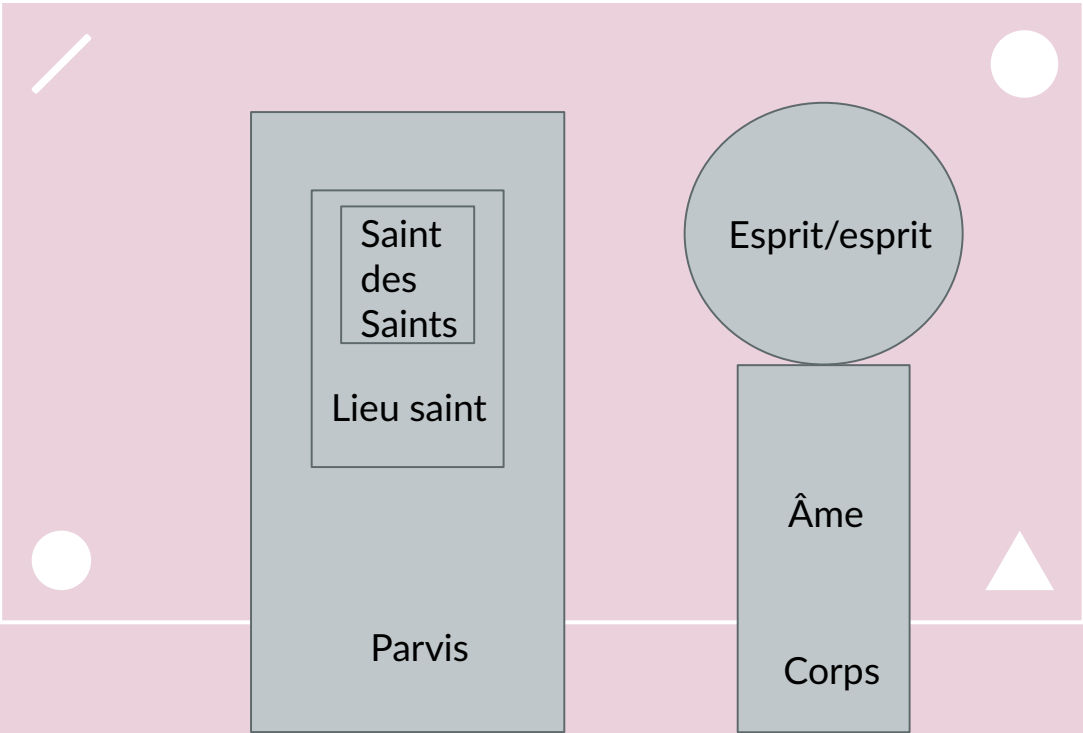 Saint
des
Saints
Lieu saint
Parvis
Esprit/esprit
Âme
Corps